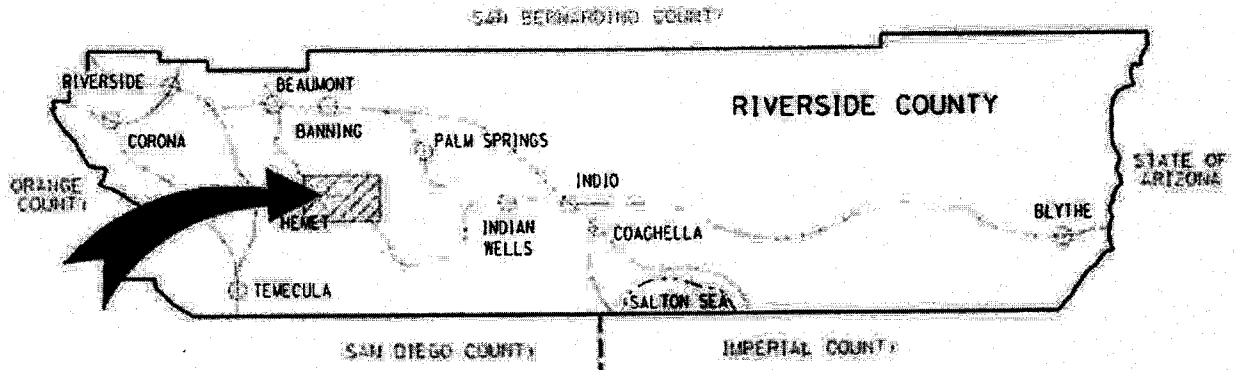 SAN BERNARDINO COUNTY
RIVERSIDE
BEAUMONT
RIVERSIDE COUNTY
CORONA
BANNING
PALM SPRINGS
STATE OF
ARIZONA
ORANGE
COUNTY
INDIO
HEMET
INDIAN
WELLS
COACHELLA
BLYTHE
TEMECULA
SALTON SEA
SAN DIEGO COUNTY
IMPERIAL COUNTY